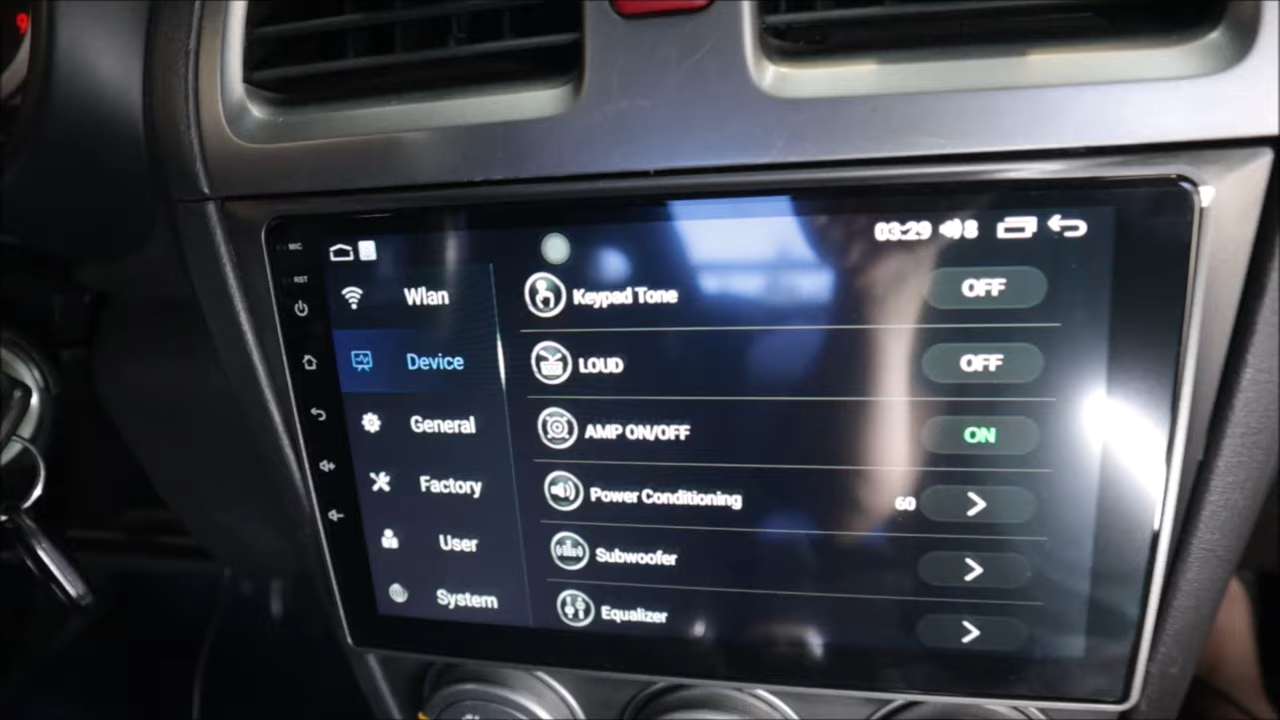 9
03:29 8
MIC
RST
Wlan
Device
General
Factory
User
System
Keypad Tone OFF
LOUD OFF
AMP ON/OFF ON
Power Conditioning 60
Subwoofer
Equalizer